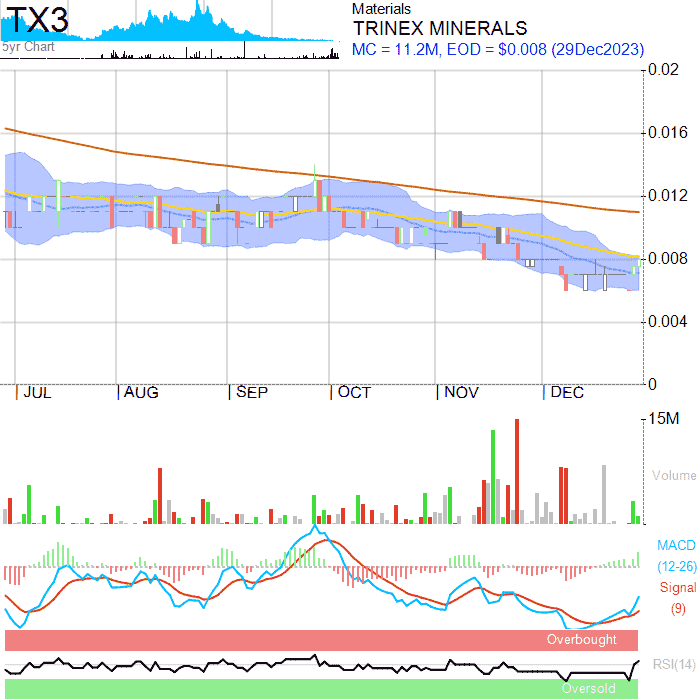 TX3
5yr Chart
Materials
TRINEX MINERALS
MC = 11.2M, EOD = $0.008 (29Dec2023)
0.02
0.016
0.012
0.008
0.004
0
JUL AUG SEP OCT NOV DEC
15M
Volume
MACD
(12-26)
Signal
(9)
Overbought
RSI(14)
Oversold